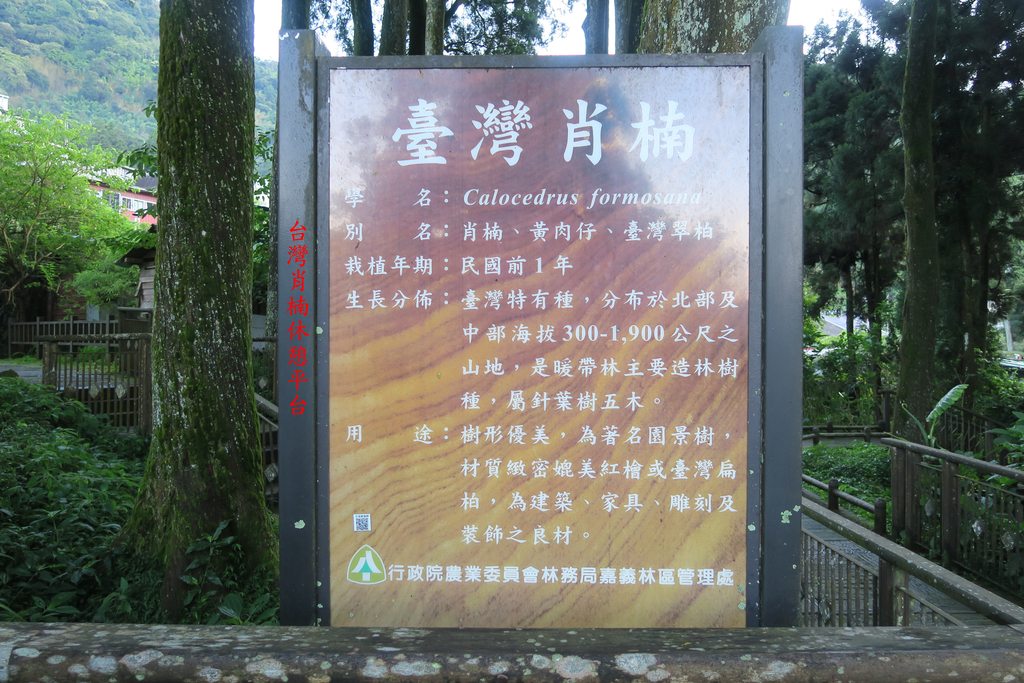 臺灣肖楠
學名：Calocedrus formosana
別名：肖楠、黃肉仔、臺灣翠柏
栽植年期：民國前1年
生長分佈：臺灣特有種，分布於北部及
中部海拔300-1,900公尺之
山地，是暖帶林主要造林樹
種，屬針葉樹五木。
用途：樹形優美，為著名園景樹，
材質緻密媲美紅檜或臺灣扁
柏，為建築、家具、雕刻及
裝飾之良材。
行政院農業委員會林務局嘉義林區管理處
台灣肖楠休憩平台